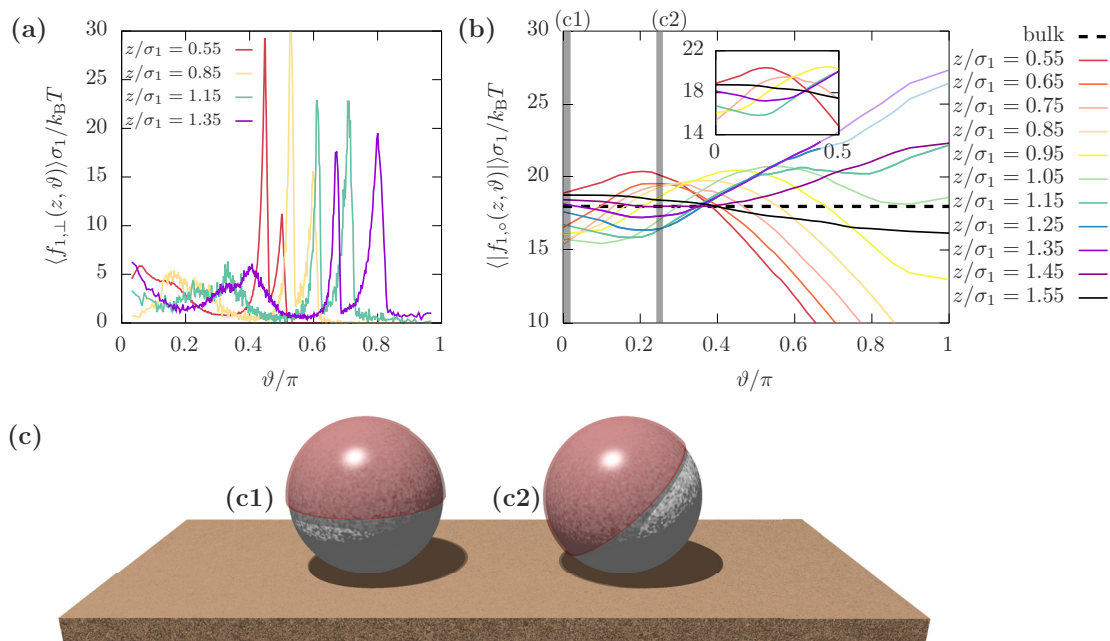 (a)
⟨f₁,⊥(z, ϑ)⟩σ₁/k_BT
30
25
20
15
10
5
0
z/σ₁ = 0.55
z/σ₁ = 0.85
z/σ₁ = 1.15
z/σ₁ = 1.35
0 0.2 0.4 0.6 0.8 1
ϑ/π
(b)
(c1) (c2)
⟨|f₁,○(z, ϑ)|⟩σ₁/k_BT
30
25
20
15
10
22
18
14
0 0.5
0 0.2 0.4 0.6 0.8 1
ϑ/π
bulk
z/σ₁ = 0.55
z/σ₁ = 0.65
z/σ₁ = 0.75
z/σ₁ = 0.85
z/σ₁ = 0.95
z/σ₁ = 1.05
z/σ₁ = 1.15
z/σ₁ = 1.25
z/σ₁ = 1.35
z/σ₁ = 1.45
z/σ₁ = 1.55
(c)
(c1) (c2)